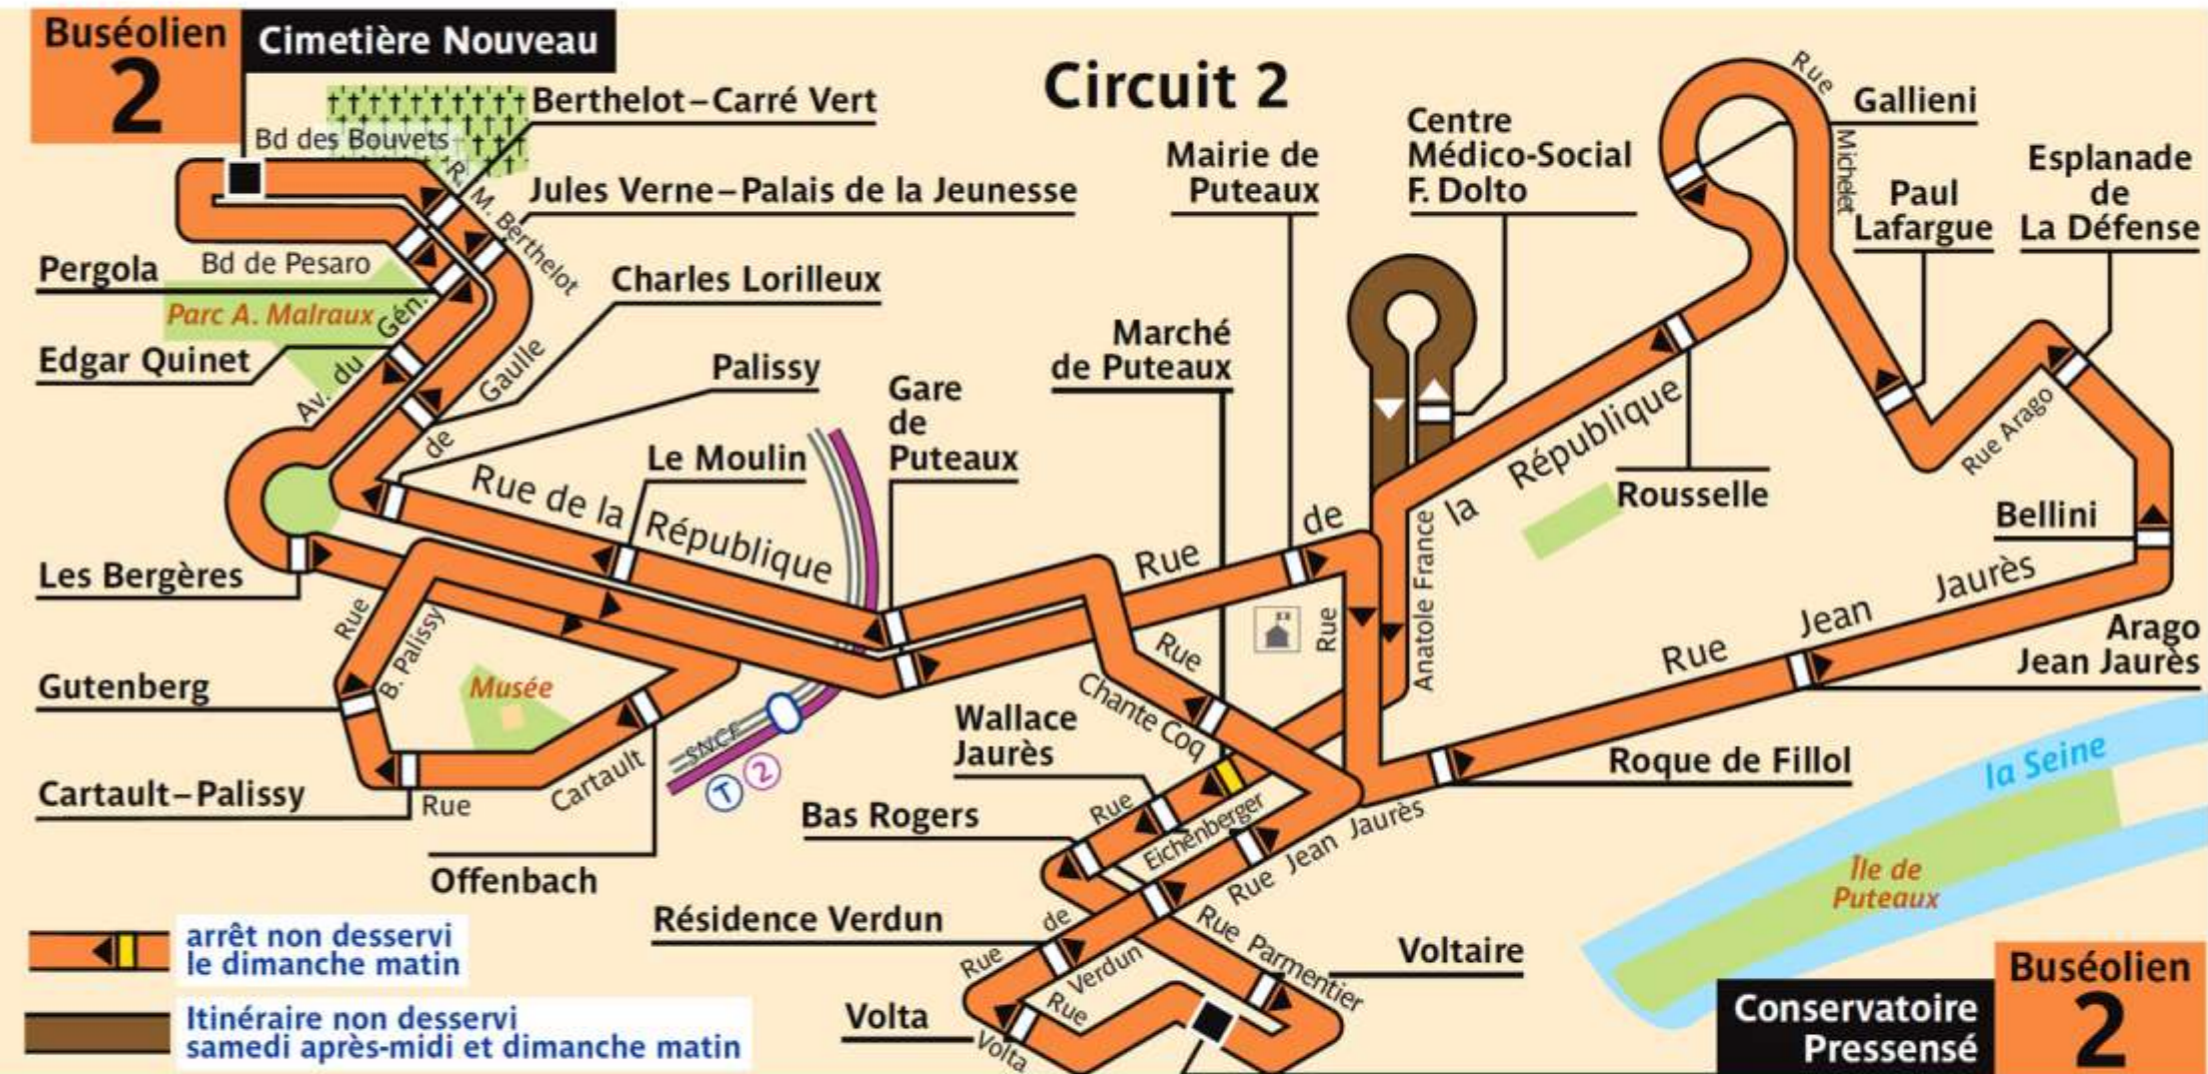 Buséolien
2
Cimetière Nouveau
Circuit 2
Berthelot–Carré Vert
Bd des Bouvets
R. M. Berthelot
Jules Verne–Palais de la Jeunesse
Mairie de
Puteaux
Centre
Médico-Social
F. Dolto
Rue Michelet
Gallieni
Paul
Lafargue
Esplanade
de
La Défense
Pergola
Bd de Pesaro
Parc A. Malraux
Charles Lorilleux
Edgar Quinet
Av. du Gén. de Gaulle
Palissy
Marché
de Puteaux
Gare
de
Puteaux
Le Moulin
Rue de la République
Rue de la République
Rousselle
Rue Arago
Bellini
Les Bergères
Rue B. Palissy
Rue Anatole France
Rue Jean Jaurès
Arago
Jean Jaurès
Gutenberg
Musée
Rue Chante Coq
Wallace
Jaurès
SNCF
T 2
Roque de Fillol
la Seine
Cartault–Palissy
Rue Cartault
Bas Rogers
Rue Eichenberger
Rue Jean Jaurès
Île de
Puteaux
Offenbach
Résidence Verdun
Rue de Verdun
Rue Parmentier
Voltaire
arrêt non desservi
le dimanche matin
Itinéraire non desservi
samedi après-midi et dimanche matin
Volta
Rue Volta
Conservatoire
Pressensé
Buséolien
2